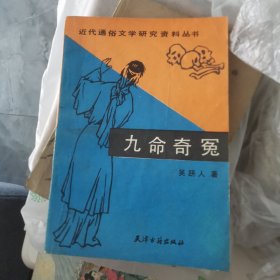 近代通俗文学研究资料丛书
九命奇冤
吴趼人 著
天津古籍出版社